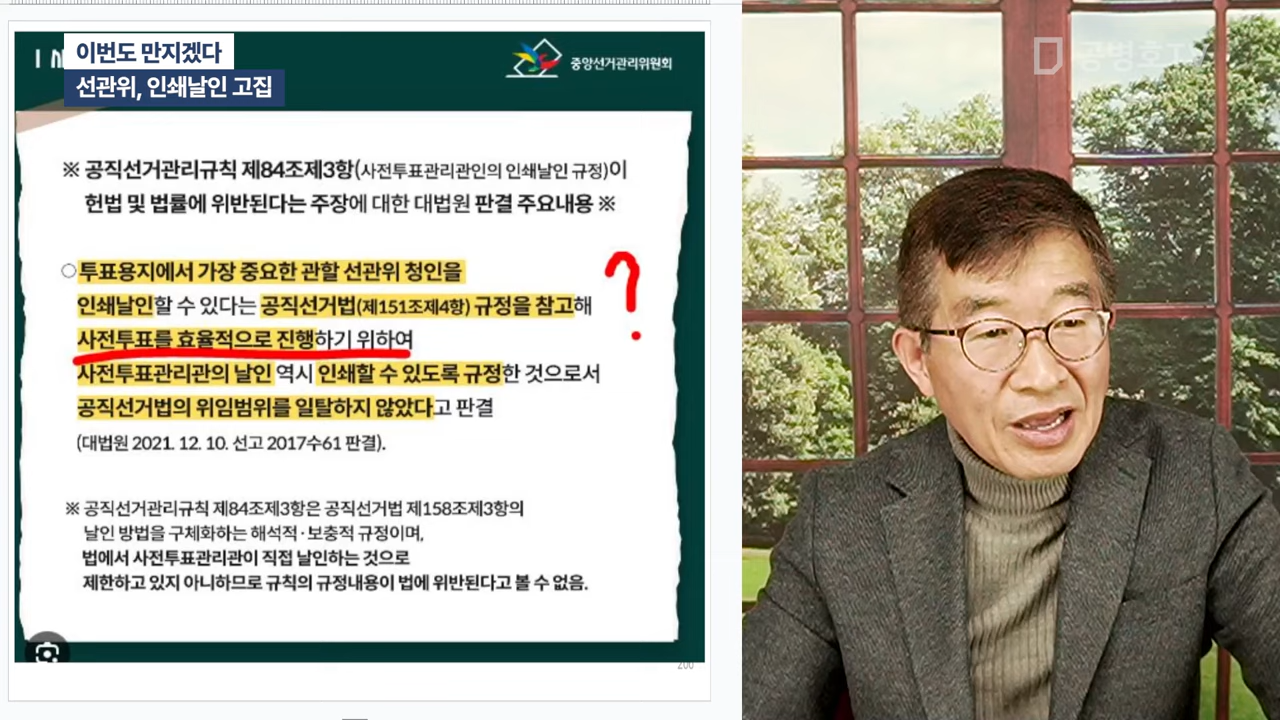 이번도 만지겠다
선관위, 인쇄날인 고집
중앙선거관리위원회
공병호TV
※ 공직선거관리규칙 제84조제3항(사전투표관리관인의 인쇄날인 규정)이
헌법 및 법률에 위반된다는 주장에 대한 대법원 판결 주요내용 ※
○ 투표용지에서 가장 중요한 관할 선관위 청인을
인쇄날인할 수 있다는 공직선거법(제151조제4항) 규정을 참고해
사전투표를 효율적으로 진행하기 위하여
사전투표관리관의 날인 역시 인쇄할 수 있도록 규정한 것으로서
공직선거법의 위임범위를 일탈하지 않았다고 판결
(대법원 2021. 12. 10. 선고 2017수61 판결).
?
※ 공직선거관리규칙 제84조제3항은 공직선거법 제158조제3항의
날인 방법을 구체화하는 해석적·보충적 규정이며,
법에서 사전투표관리관이 직접 날인하는 것으로
제한하고 있지 아니하므로 규칙의 규정내용이 법에 위반된다고 볼 수 없음.
200